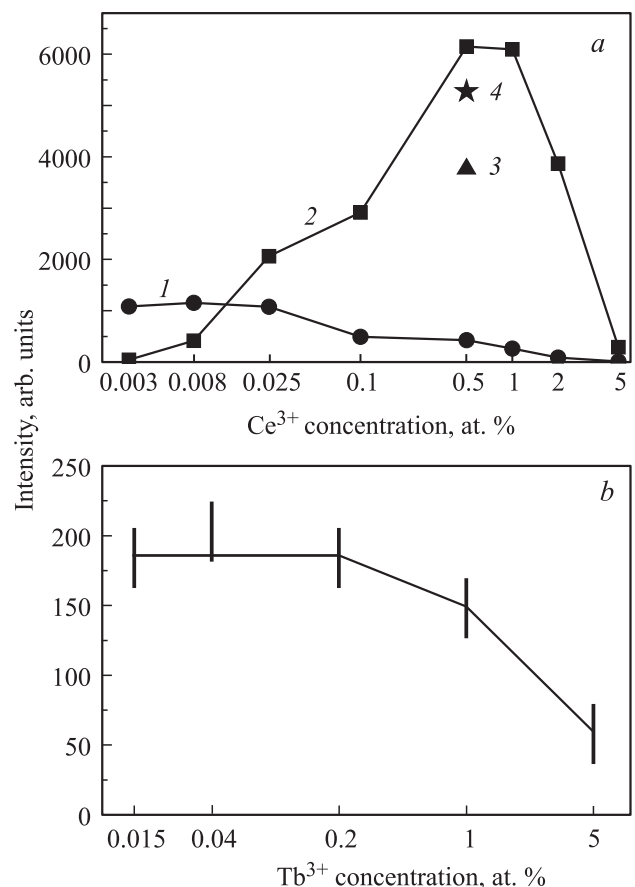 a
6000
4
4000
3
2
2000
1
0
0.003 0.008 0.025 0.1 0.5 1 2 5
Ce³⁺ concentration, at. %
Intensity, arb. units
250
b
200
150
100
50
0
0.015 0.04 0.2 1 5
Tb³⁺ concentration, at. %